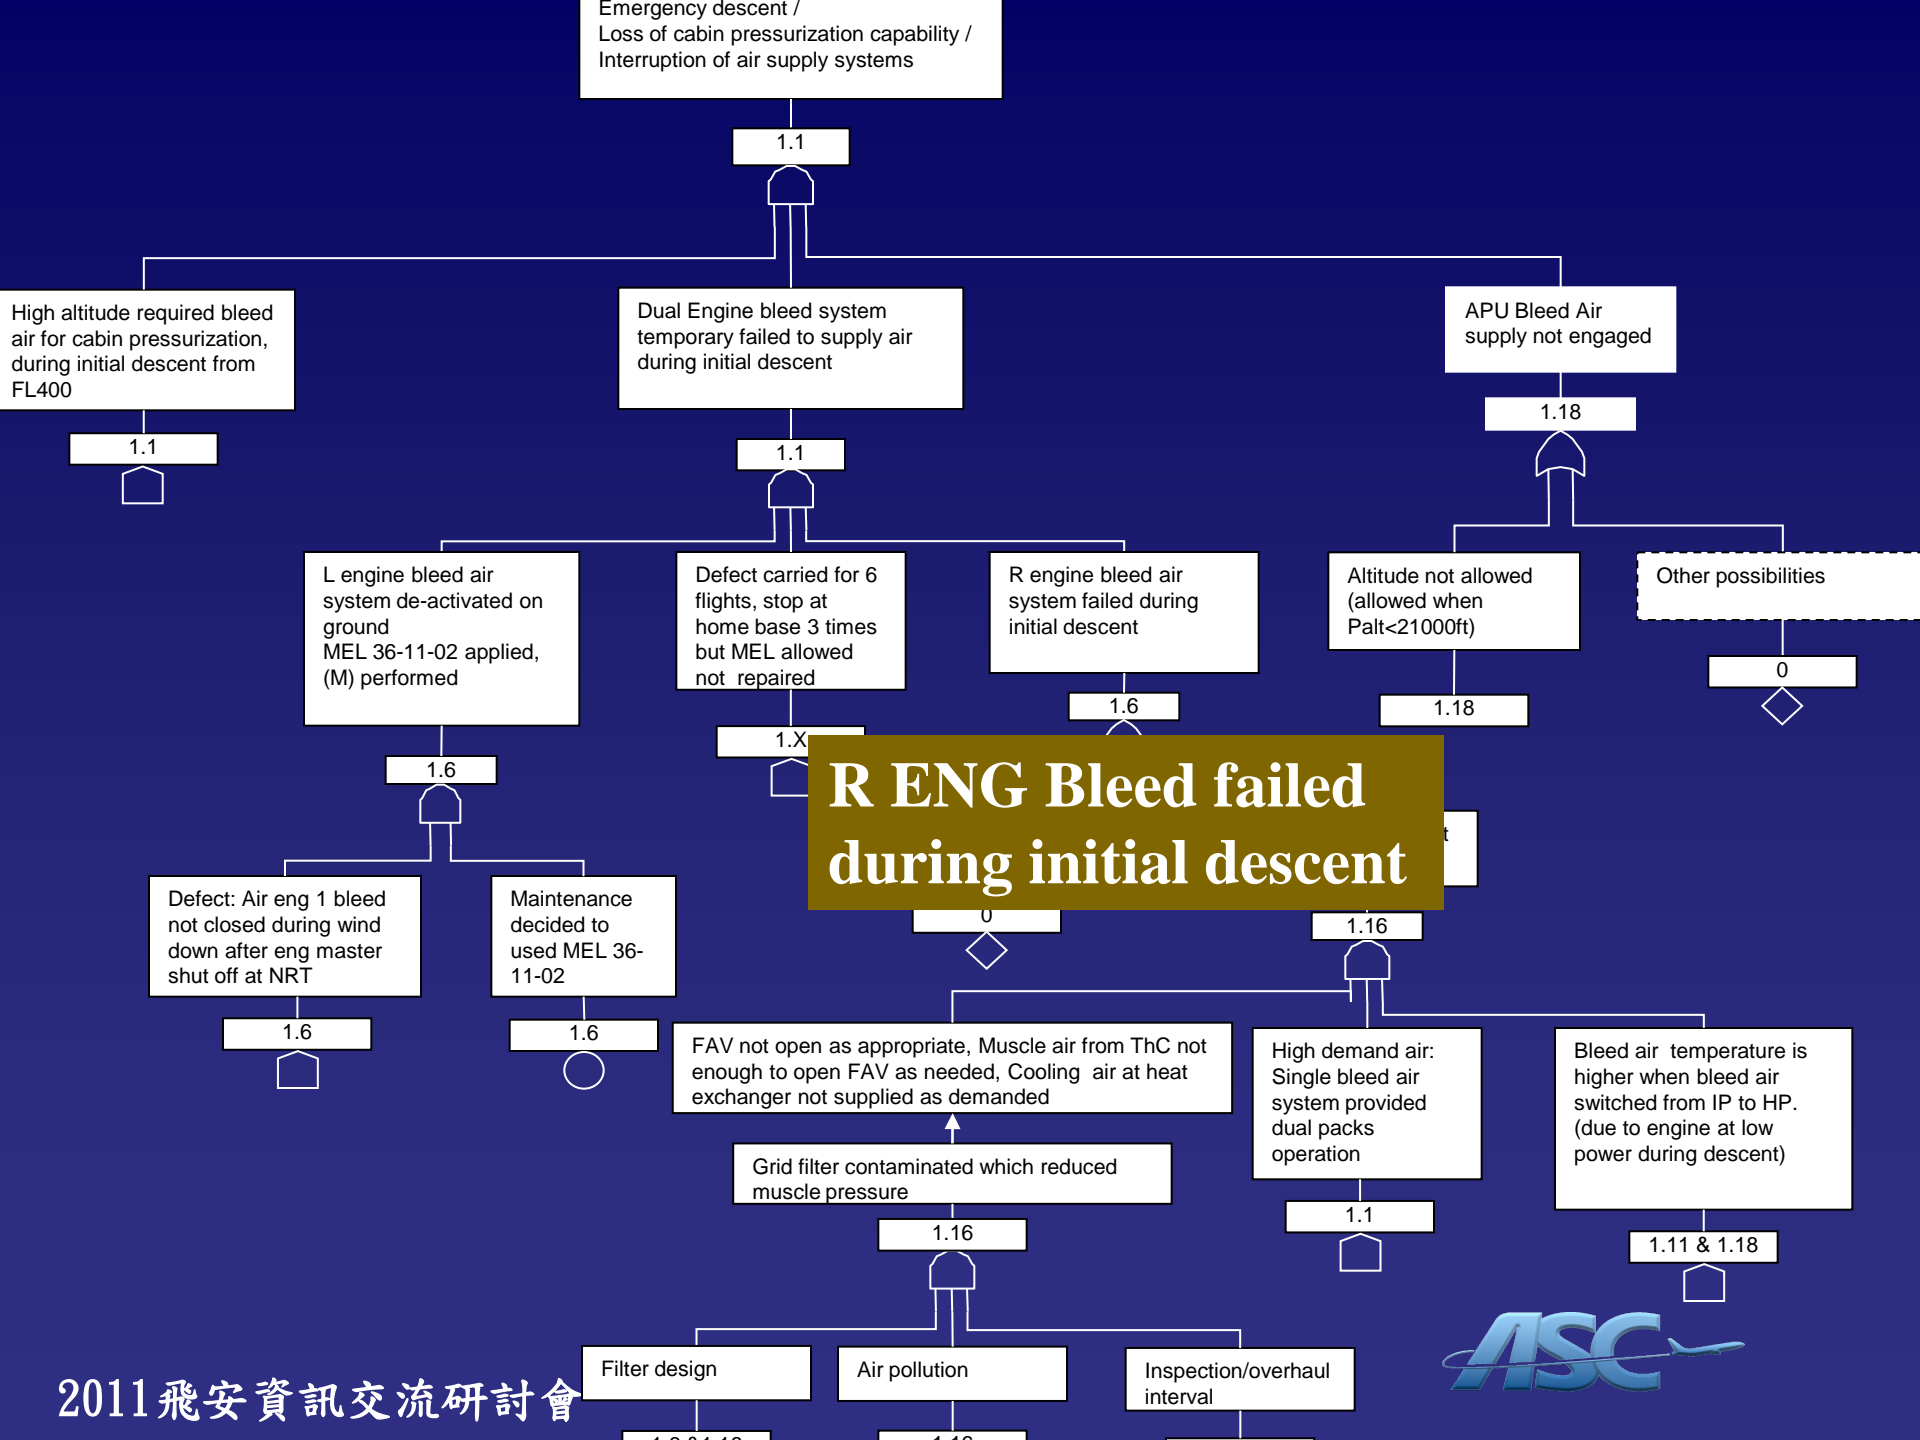 Emergency descent /
Loss of cabin pressurization capability /
Interruption of air supply systems
1.1
High altitude required bleed
air for cabin pressurization,
during initial descent from
FL400
1.1
Dual Engine bleed system
temporary failed to supply air
during initial descent
1.1
APU Bleed Air
supply not engaged
1.18
L engine bleed air
system de-activated on
ground
MEL 36-11-02 applied,
(M) performed
1.6
Defect carried for 6
flights, stop at
home base 3 times
but MEL allowed
not repaired
1.X
R engine bleed air
system failed during
initial descent
1.6
Altitude not allowed
(allowed when
Palt<21000ft)
1.18
Other possibilities
0
R ENG Bleed failed
during initial descent
0
1.16
Defect: Air eng 1 bleed
not closed during wind
down after eng master
shut off at NRT
1.6
Maintenance
decided to
used MEL 36-
11-02
1.6
FAV not open as appropriate, Muscle air from ThC not
enough to open FAV as needed, Cooling air at heat
exchanger not supplied as demanded
Grid filter contaminated which reduced
muscle pressure
1.16
High demand air:
Single bleed air
system provided
dual packs
operation
1.1
Bleed air temperature is
higher when bleed air
switched from IP to HP.
(due to engine at low
power during descent)
1.11 & 1.18
Filter design
Air pollution
1.16
Inspection/overhaul
interval
ASC
2011飛安資訊交流研討會